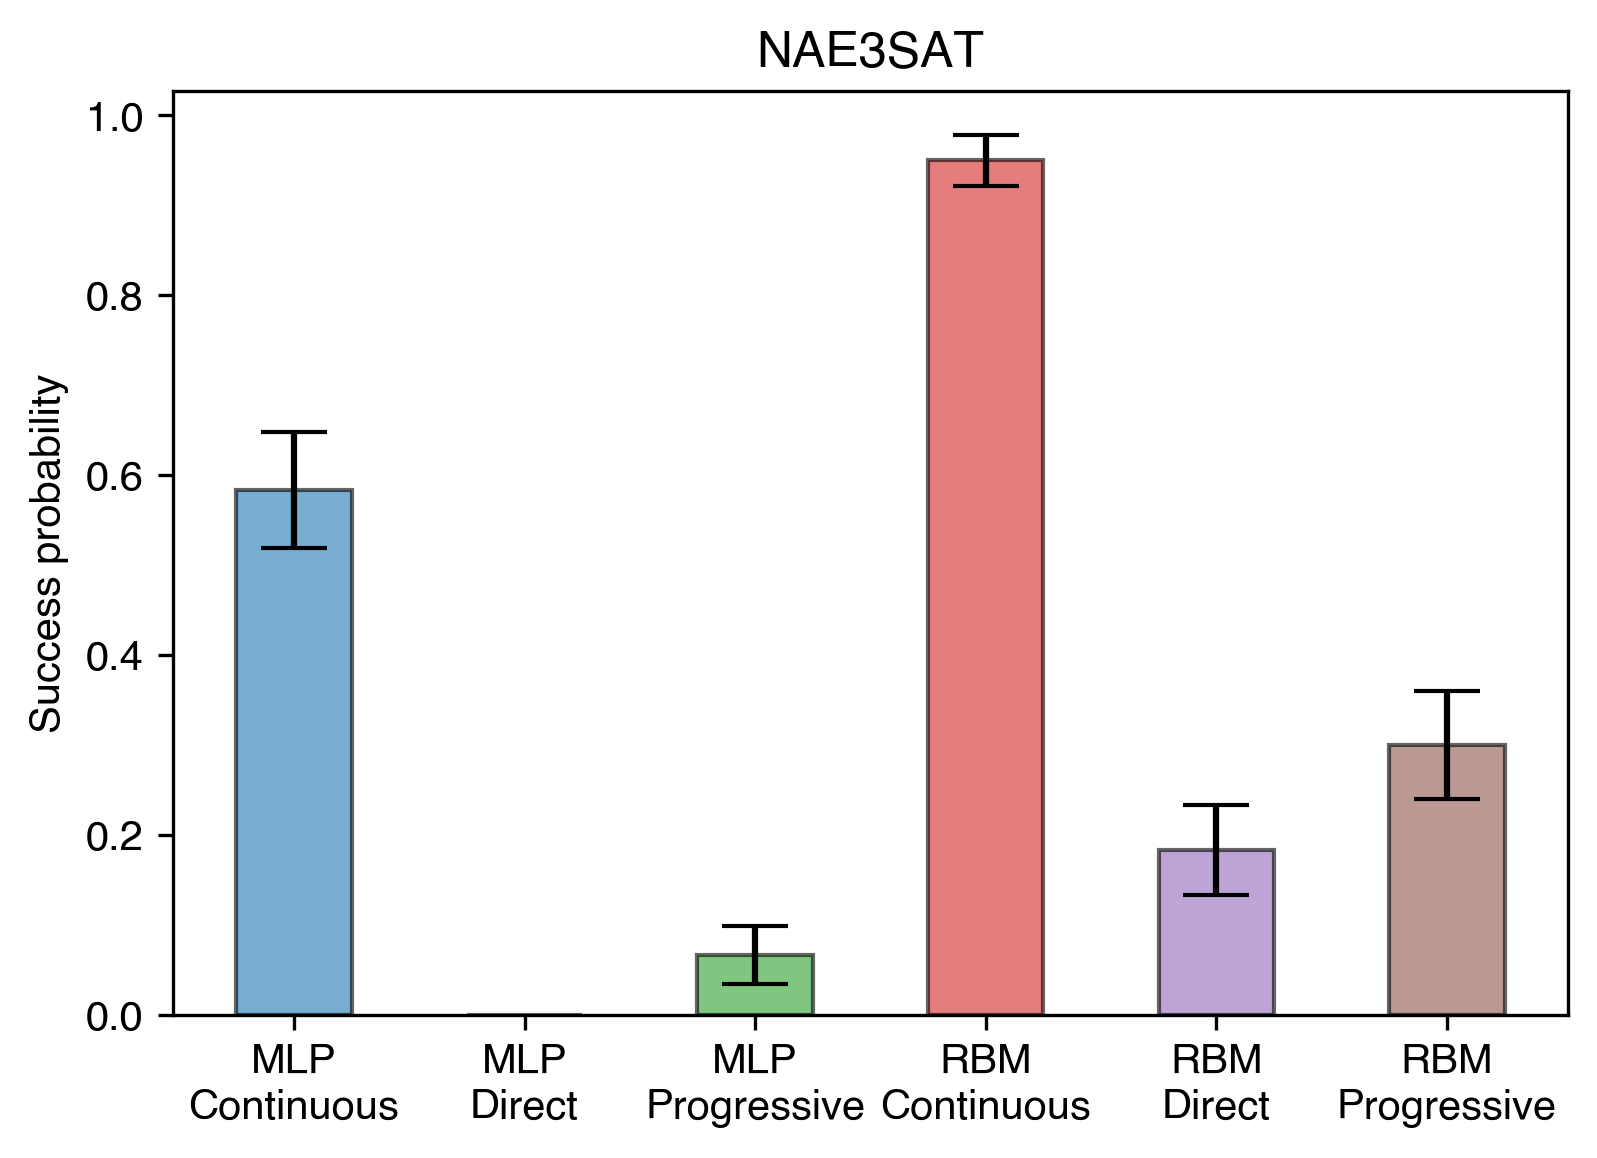 NAE3SAT
Success probability
1.0
0.8
0.6
0.4
0.2
0.0
MLP
Continuous
MLP
Direct
MLP
Progressive
RBM
Continuous
RBM
Direct
RBM
Progressive